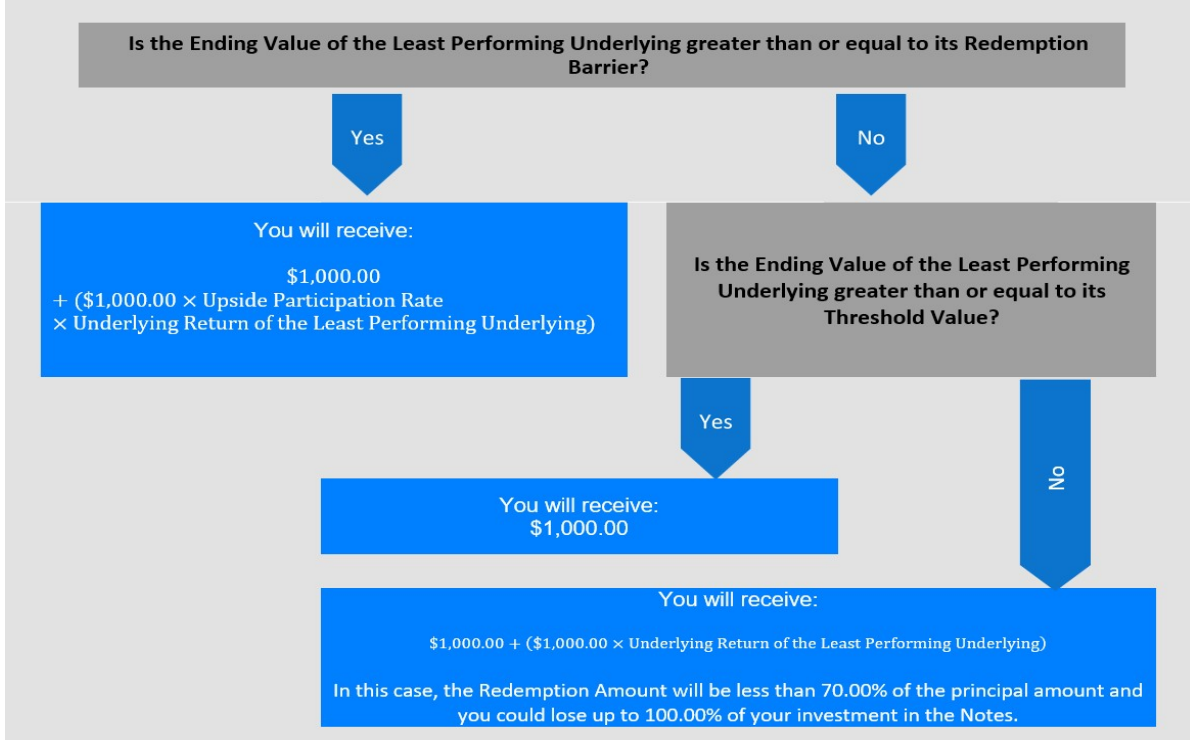 Is the Ending Value of the Least Performing Underlying greater than or equal to its Redemption
Barrier?
Yes
No
You will receive:
$1,000.00
+ ($1,000.00 × Upside Participation Rate
× Underlying Return of the Least Performing Underlying)
Is the Ending Value of the Least Performing
Underlying greater than or equal to its
Threshold Value?
Yes
No
You will receive:
$1,000.00
You will receive:
$1,000.00 + ($1,000.00 × Underlying Return of the Least Performing Underlying)
In this case, the Redemption Amount will be less than 70.00% of the principal amount and
you could lose up to 100.00% of your investment in the Notes.